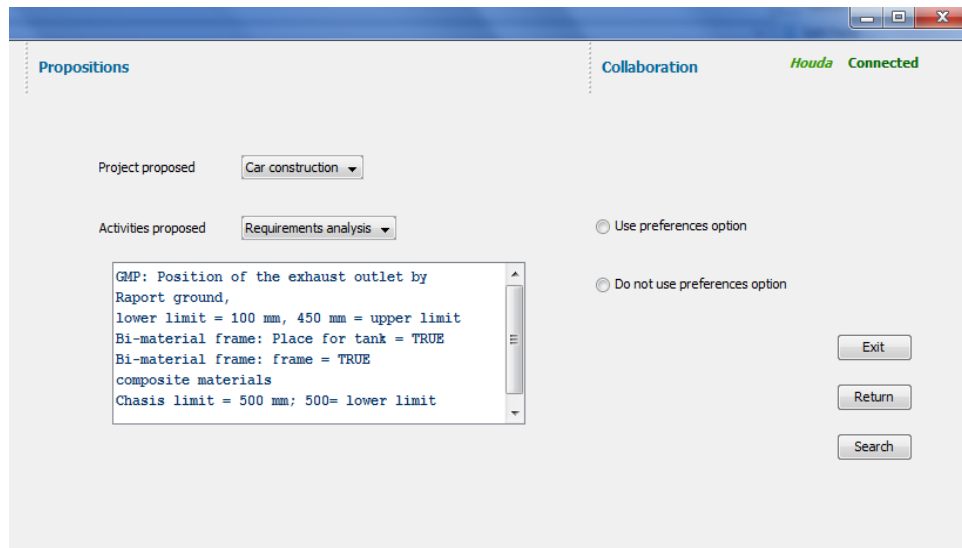 Propositions
Collaboration
Houda Connected
Project proposed
Car construction
Activities proposed
Requirements analysis
GMP: Position of the exhaust outlet by
Raport ground,
lower limit = 100 mm, 450 mm = upper limit
Bi-material frame: Place for tank = TRUE
Bi-material frame: frame = TRUE
composite materials
Chasis limit = 500 mm; 500= lower limit
Use preferences option
Do not use preferences option
Exit
Return
Search